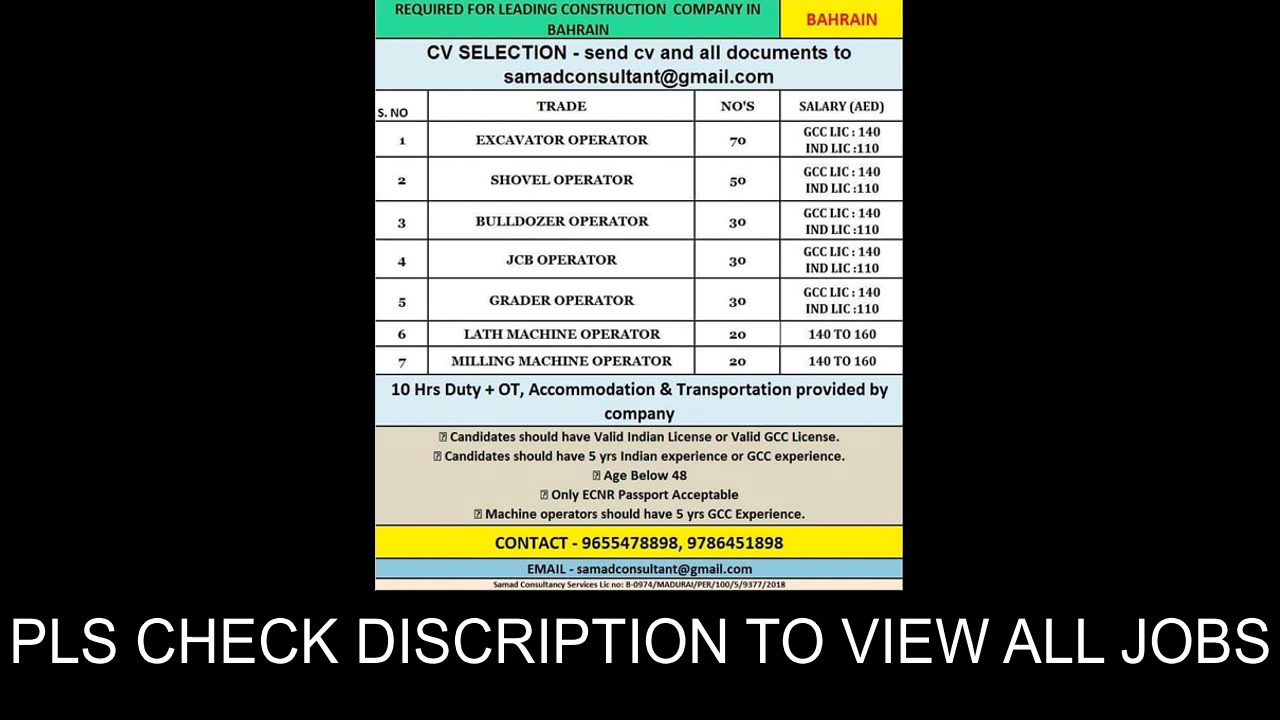 REQUIRED FOR LEADING CONSTRUCTION COMPANY IN
BAHRAIN
BAHRAIN
CV SELECTION - send cv and all documents to
samadconsultant@gmail.com
S. NO TRADE NO'S SALARY (AED)
1 EXCAVATOR OPERATOR 70 GCC LIC : 140
IND LIC :110
2 SHOVEL OPERATOR 50 GCC LIC : 140
IND LIC :110
3 BULLDOZER OPERATOR 30 GCC LIC : 140
IND LIC :110
4 JCB OPERATOR 30 GCC LIC : 140
IND LIC :110
5 GRADER OPERATOR 30 GCC LIC : 140
IND LIC :110
6 LATH MACHINE OPERATOR 20 140 TO 160
7 MILLING MACHINE OPERATOR 20 140 TO 160
10 Hrs Duty + OT, Accommodation & Transportation provided by
company
Candidates should have Valid Indian License or Valid GCC License.
Candidates should have 5 yrs Indian experience or GCC experience.
Age Below 48
Only ECNR Passport Acceptable
Machine operators should have 5 yrs GCC Experience.
CONTACT - 9655478898, 9786451898
EMAIL - samadconsultant@gmail.com
Samad Consultancy Services Lic no: B-0974/MADURAI/PER/100/5/9377/2018
PLS CHECK DISCRIPTION TO VIEW ALL JOBS